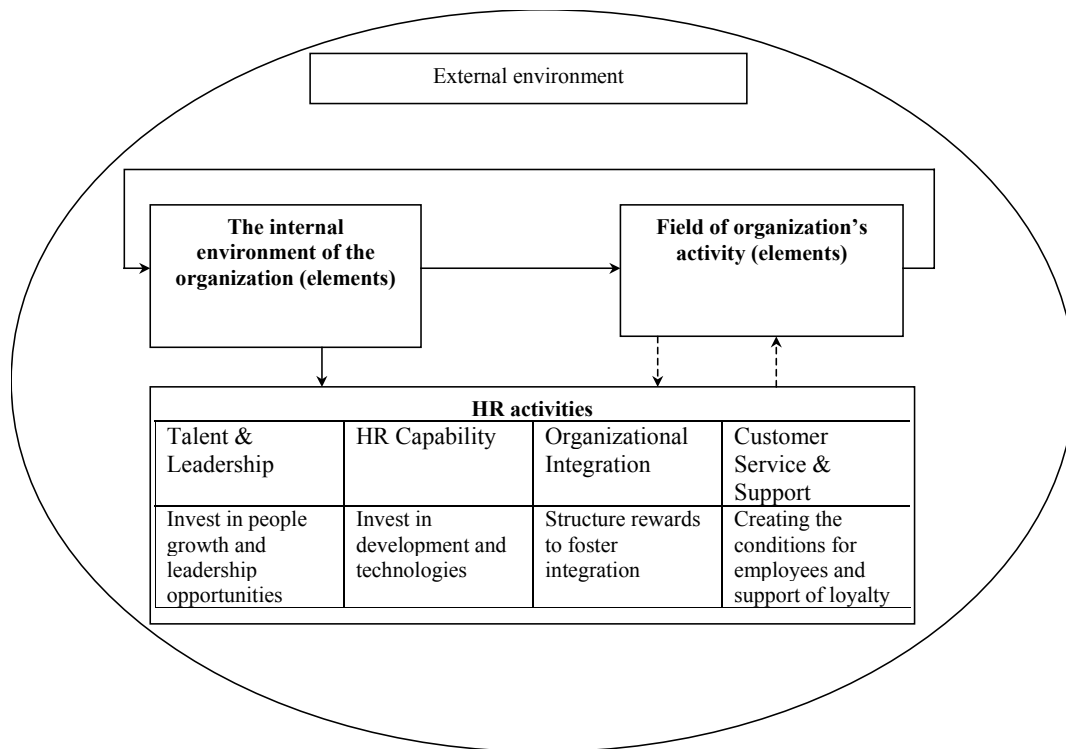 External environment
The internal
environment of the
organization (elements)
Field of organization's
activity (elements)
HR activities
Talent &
Leadership
HR Capability
Organizational
Integration
Customer
Service &
Support
Invest in people
growth and
leadership
opportunities
Invest in
development and
technologies
Structure rewards
to foster
integration
Creating the
conditions for
employees and
support of loyalty